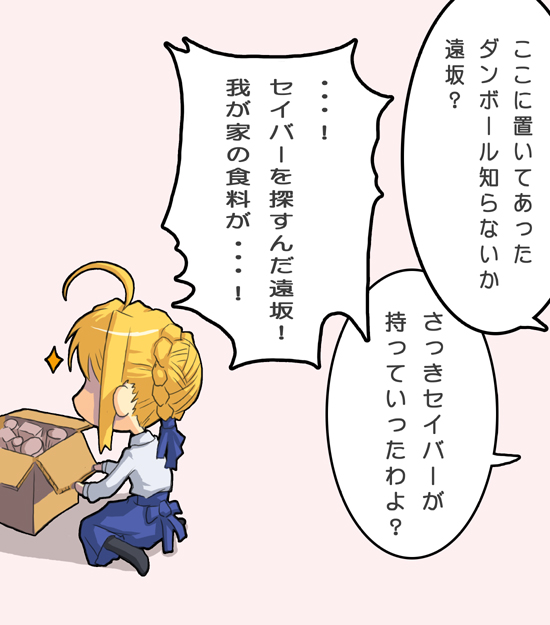 ここに置いてあった
ダンボール知らないか
遠坂？
さっきセイバーが
持っていったわよ？
・・・！
セイバーを探すんだ遠坂！
我が家の食料が・・・！